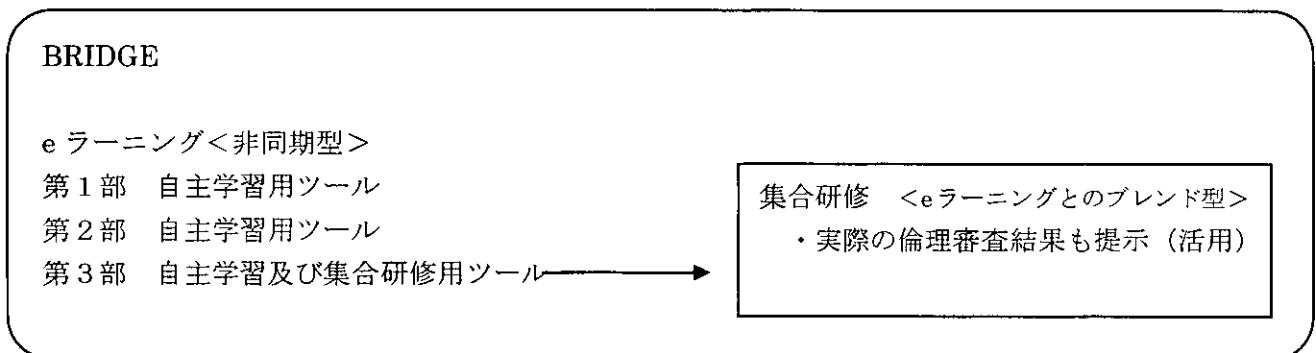 BRIDGE
e ラーニング＜非同期型＞
第１部　自主学習用ツール
第２部　自主学習用ツール
第３部　自主学習及び集合研修用ツール
集合研修　＜eラーニングとのブレンド型＞
・実際の倫理審査結果も提示（活用）